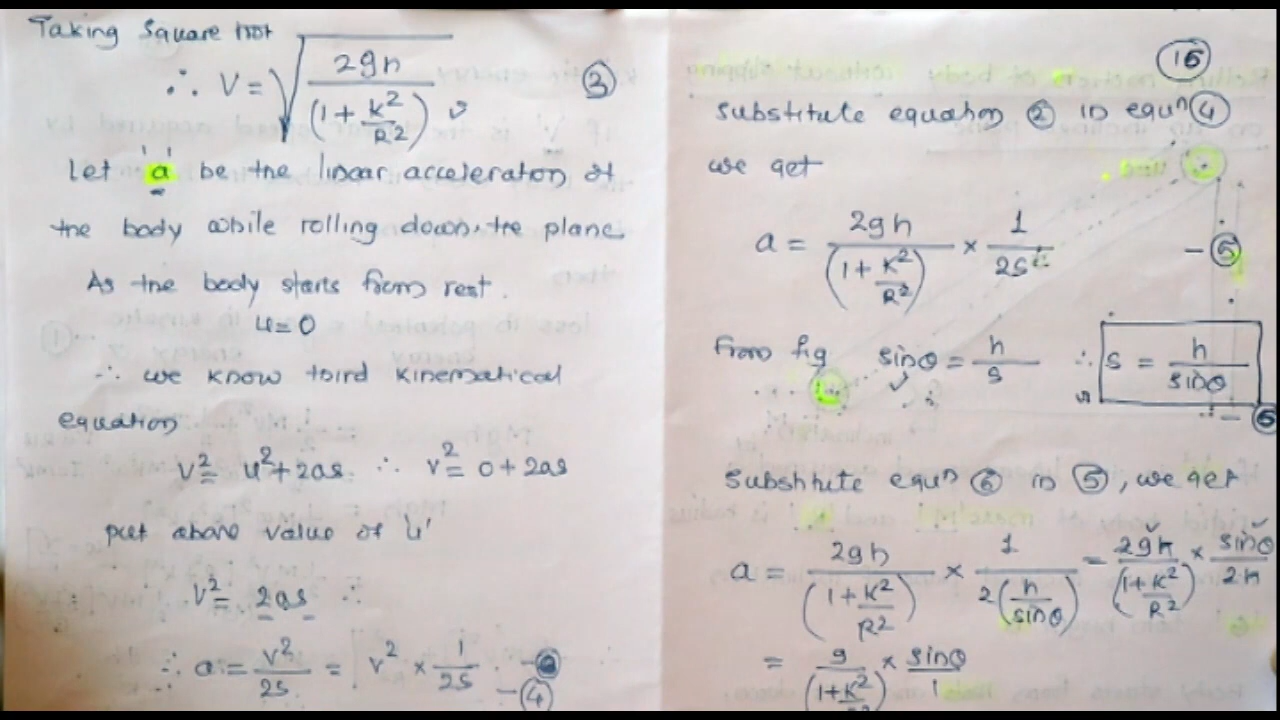 Taking square root
∴ V = √(2gh / (1 + K²/R²)) ③
Let 'a' be the linear acceleration of
the body while rolling down, the plane
As the body starts from rest.
u = 0
∴ we know third kinematical
equation
v² = u² + 2as ∴ v² = 0 + 2as
put above value of 'u'
v² = 2as ∴
∴ a = v²/2s = v² × 1/2s
- ④
16
substitute equation ② in equⁿ ④
we get
a = 2gh / (1 + K²/R²) × 1/2s - ⑤
from fig sinθ = h/s ∴ s = h/sinθ
- ⑥
Substitute equⁿ ⑥ in ⑤, we get
a = 2gh / (1 + K²/R²) × 1 / 2(h/sinθ) = 2gh / (1 + K²/R²) × sinθ/2h
= g / (1 + K²/R²) × sinθ/1